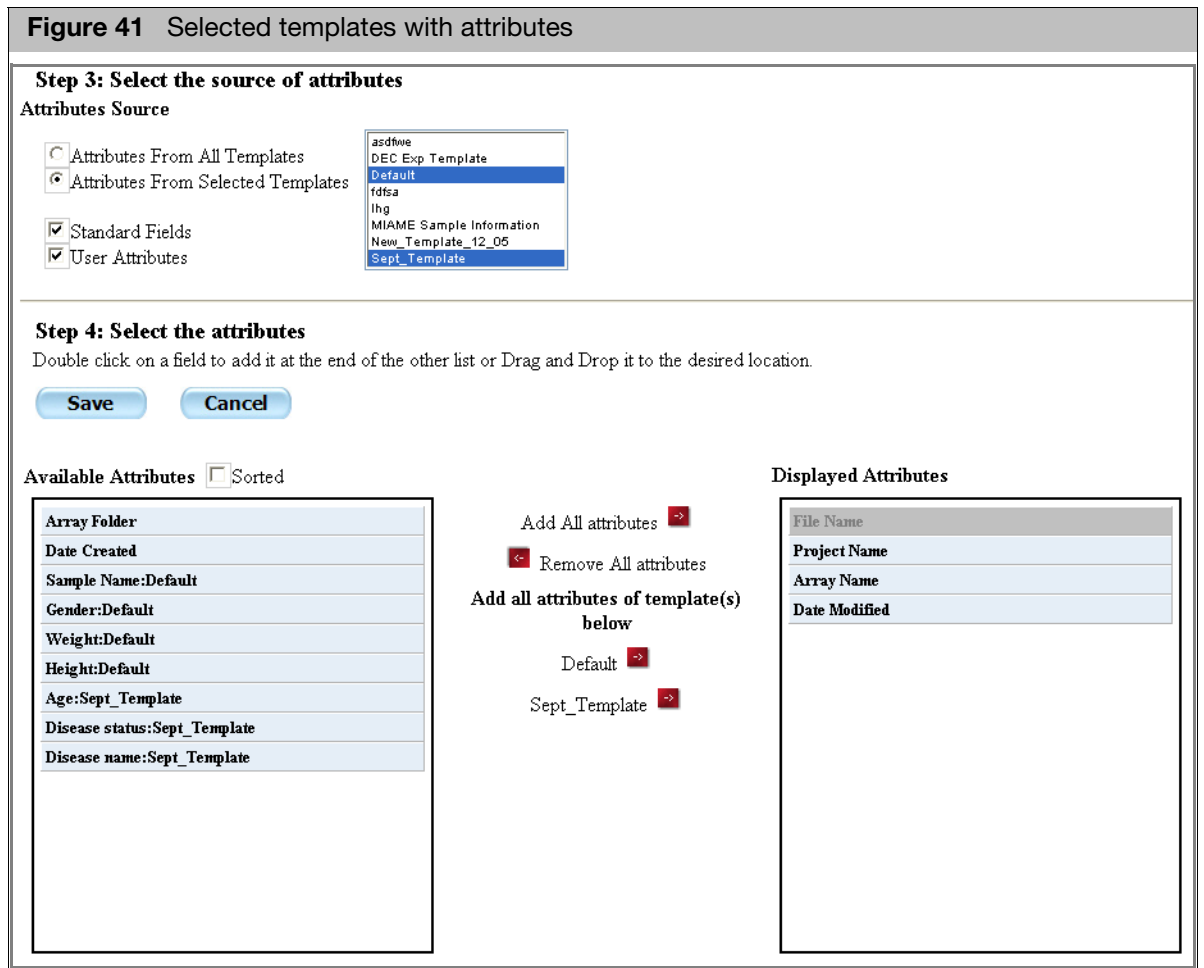 Figure 41 Selected templates with attributes
Step 3: Select the source of attributes
Attributes Source
Attributes From All Templates
Attributes From Selected Templates
Standard Fields
User Attributes
asdfwe
DEC Exp Template
Default
fdfsa
lhg
MIAME Sample Information
New_Template_12_05
Sept_Template
Step 4: Select the attributes
Double click on a field to add it at the end of the other list or Drag and Drop it to the desired location.
Save Cancel
Available Attributes Sorted
Array Folder
Date Created
Sample Name:Default
Gender:Default
Weight:Default
Height:Default
Age:Sept_Template
Disease status:Sept_Template
Disease name:Sept_Template
Add All attributes ->
<- Remove All attributes
Add all attributes of template(s)
below
Default ->
Sept_Template ->
Displayed Attributes
File Name
Project Name
Array Name
Date Modified